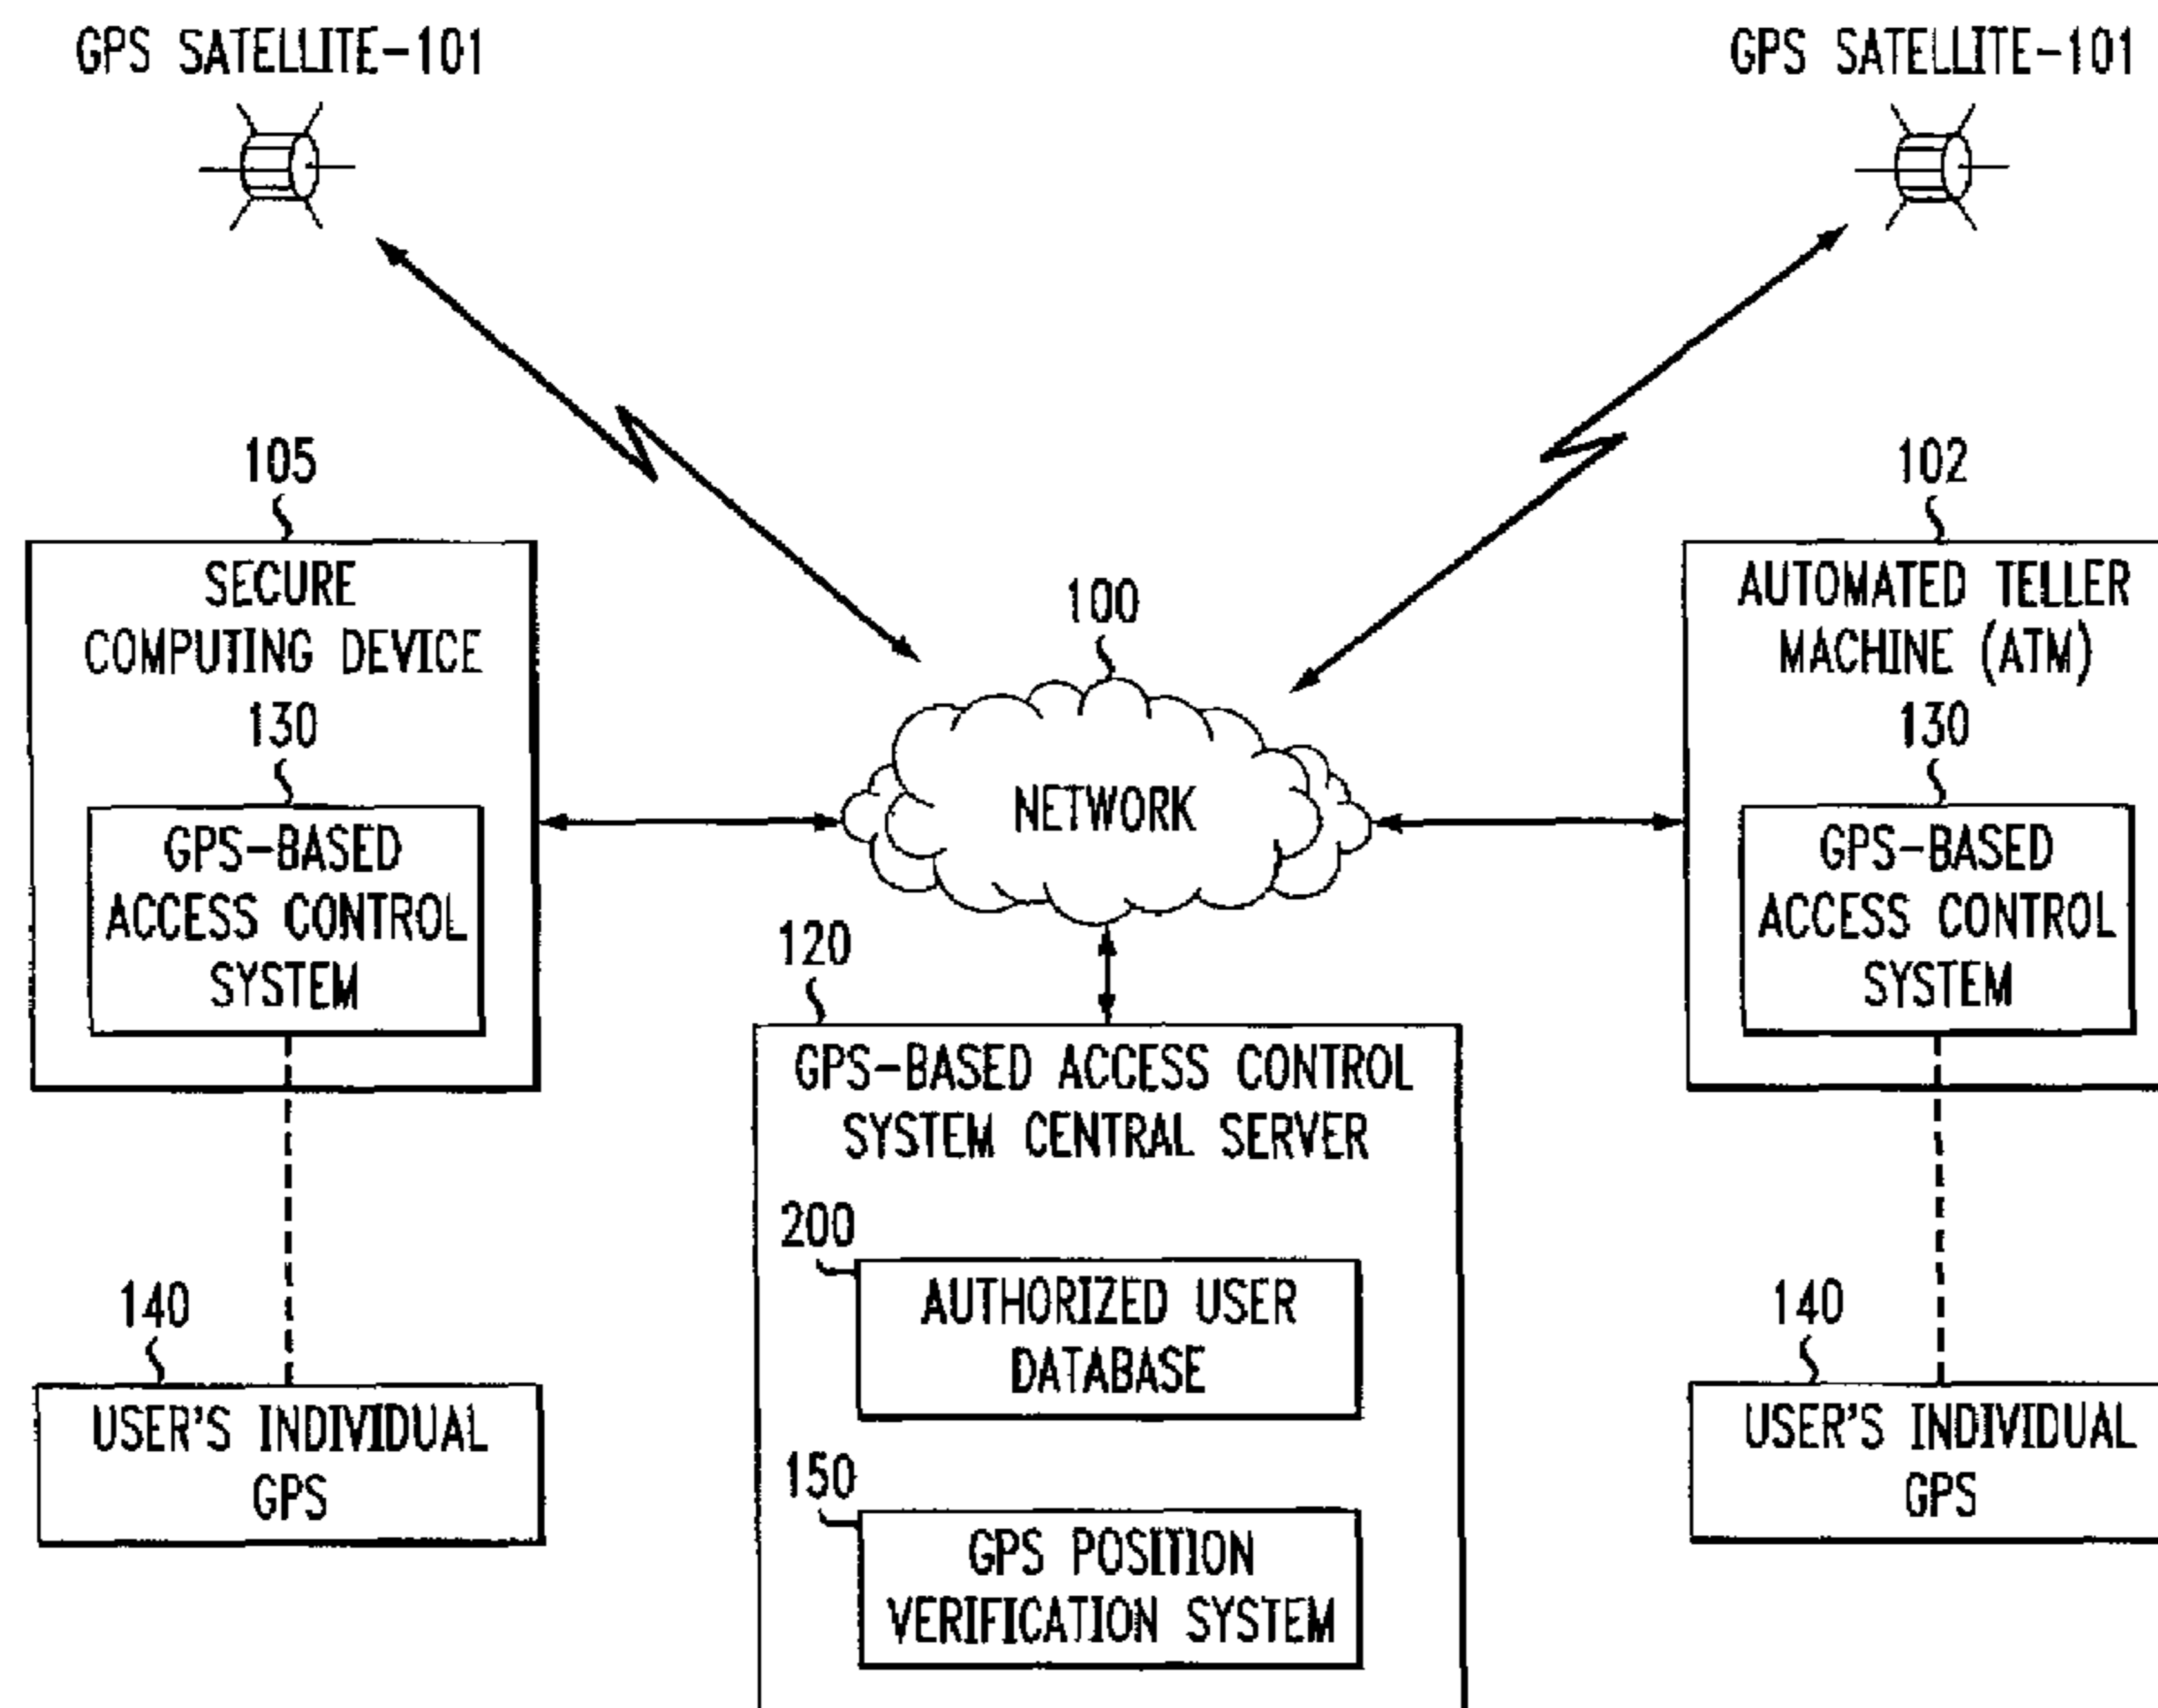 GPS SATELLITE-101
GPS SATELLITE-101
105
SECURE
COMPUTING DEVICE
130
GPS-BASED
ACCESS CONTROL
SYSTEM
140
USER'S INDIVIDUAL
GPS
100
NETWORK
120
GPS-BASED ACCESS CONTROL
SYSTEM CENTRAL SERVER
200
AUTHORIZED USER
DATABASE
150
GPS POSITION
VERIFICATION SYSTEM
102
AUTOMATED TELLER
MACHINE (ATM)
130
GPS-BASED
ACCESS CONTROL
SYSTEM
140
USER'S INDIVIDUAL
GPS